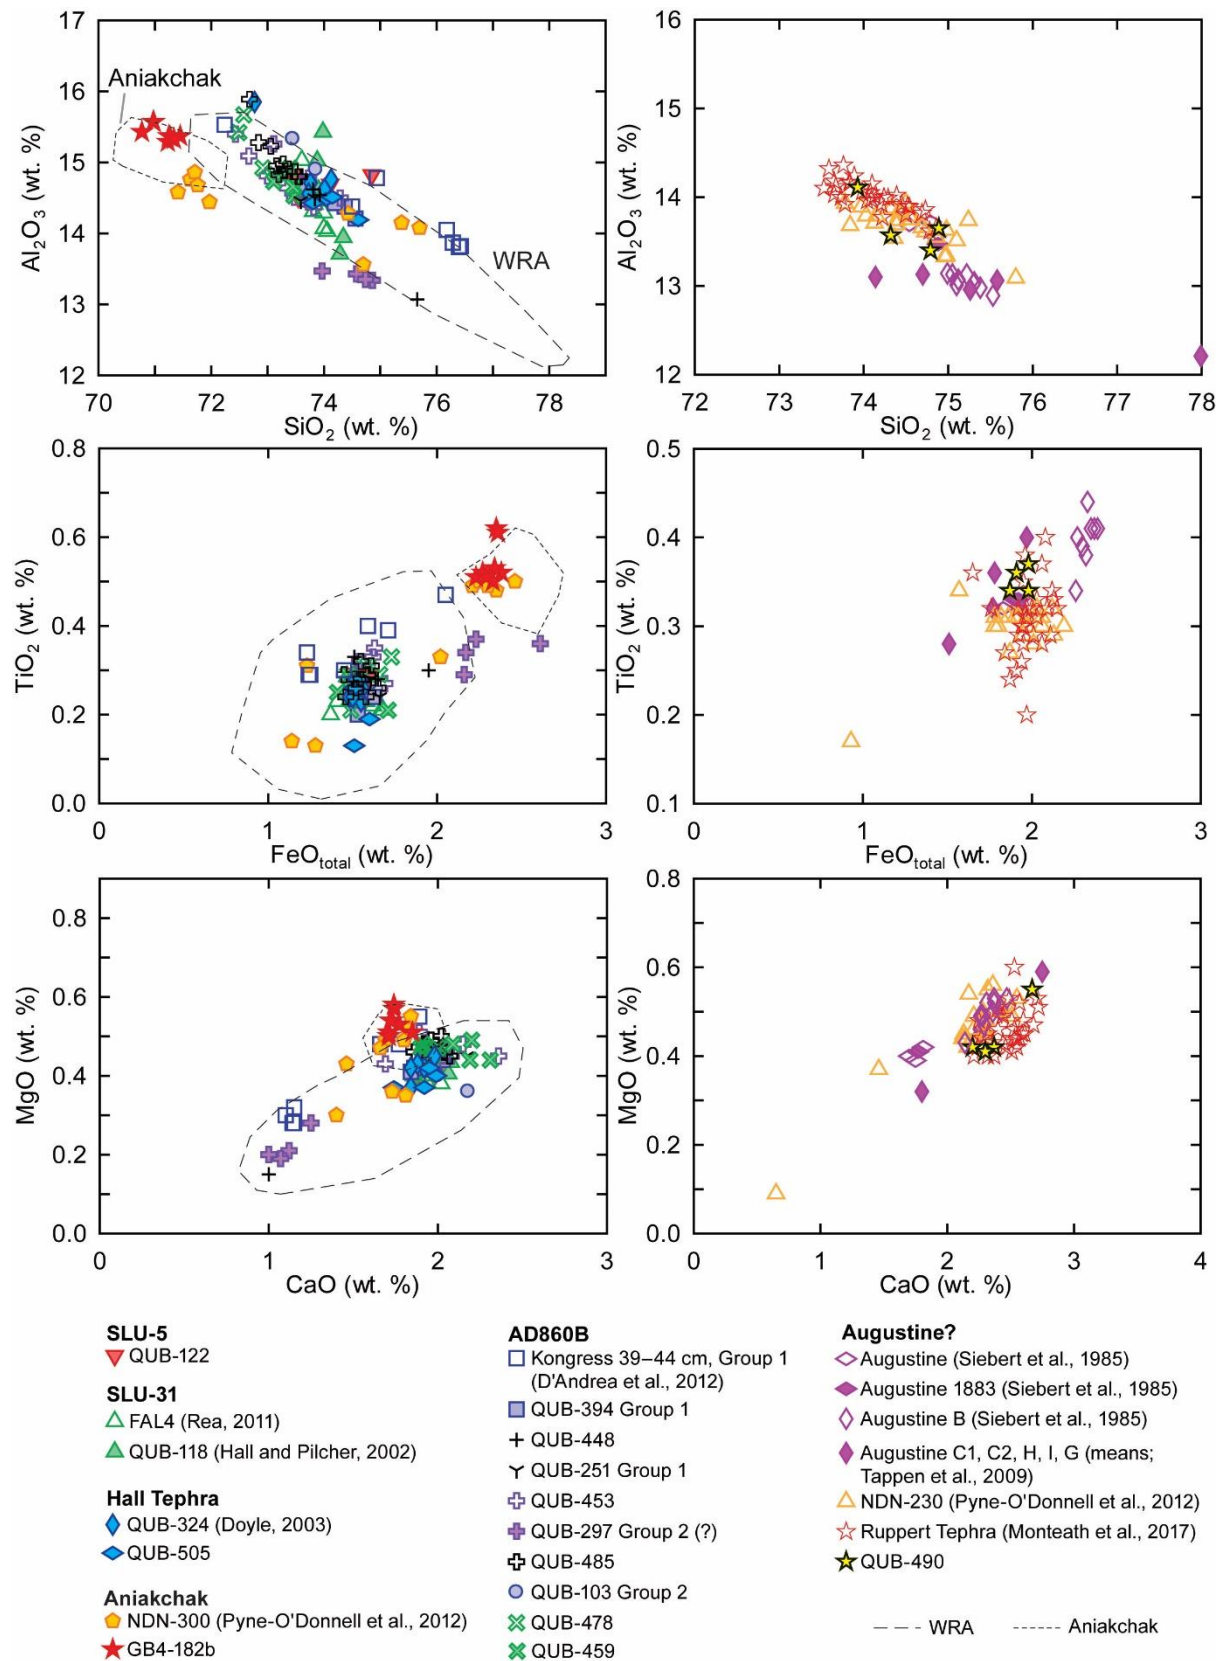 17
16
15
14
13
12
Al2O3 (wt. %)
Aniakchak
WRA
70
72
74
76
78
SiO2 (wt. %)
16
15
14
13
12
Al2O3 (wt. %)
72
73
74
75
76
77
78
SiO2 (wt. %)
0.8
0.6
0.4
0.2
0.0
TiO2 (wt. %)
0
1
2
3
FeOtotal (wt. %)
0.5
0.4
0.3
0.2
0.1
TiO2 (wt. %)
0
1
2
3
FeOtotal (wt. %)
0.8
0.6
0.4
0.2
0.0
MgO (wt. %)
0
1
2
3
CaO (wt. %)
0.8
0.6
0.4
0.2
0.0
MgO (wt. %)
0
1
2
3
4
CaO (wt. %)
SLU-5
QUB-122
SLU-31
FAL4 (Rea, 2011)
QUB-118 (Hall and Pilcher, 2002)
Hall Tephra
QUB-324 (Doyle, 2003)
QUB-505
Aniakchak
NDN-300 (Pyne-O'Donnell et al., 2012)
GB4-182b
AD860B
Kongress 39–44 cm, Group 1
(D'Andrea et al., 2012)
QUB-394 Group 1
QUB-448
QUB-251 Group 1
QUB-453
QUB-297 Group 2 (?)
QUB-485
QUB-103 Group 2
QUB-478
QUB-459
Augustine?
Augustine (Siebert et al., 1985)
Augustine 1883 (Siebert et al., 1985)
Augustine B (Siebert et al., 1985)
Augustine C1, C2, H, I, G (means;
Tappen et al., 2009)
NDN-230 (Pyne-O'Donnell et al., 2012)
Ruppert Tephra (Monteath et al., 2017)
QUB-490
WRA
Aniakchak